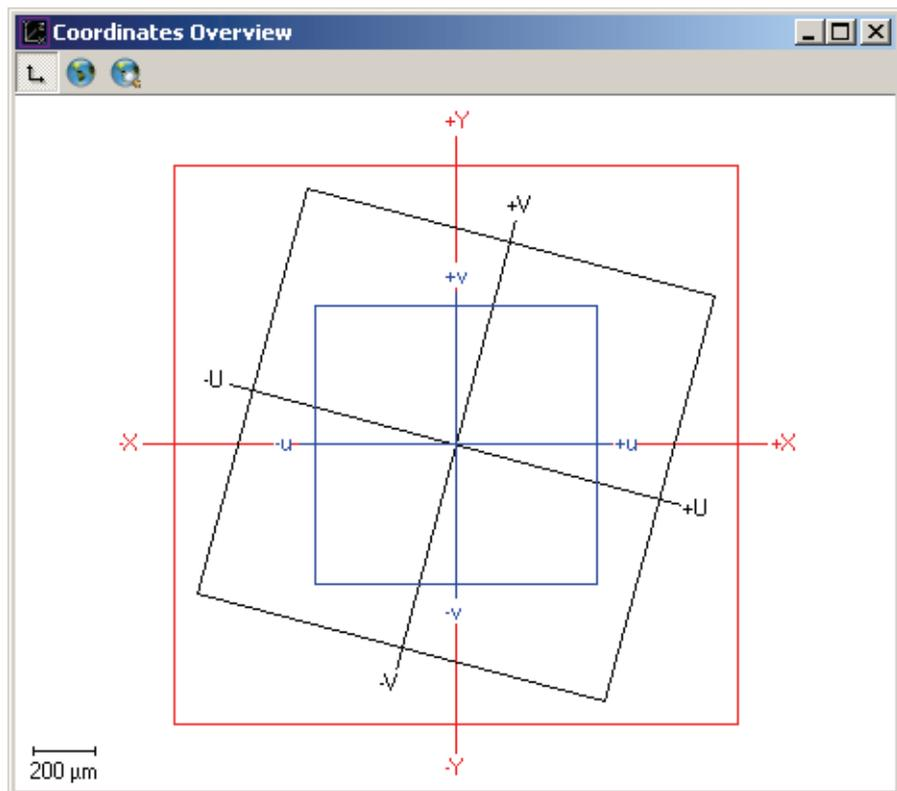 Coordinates Overview
+Y
+V
+v
-U
-X
-u
+u
+X
+U
-v
-V
-Y
200 µm